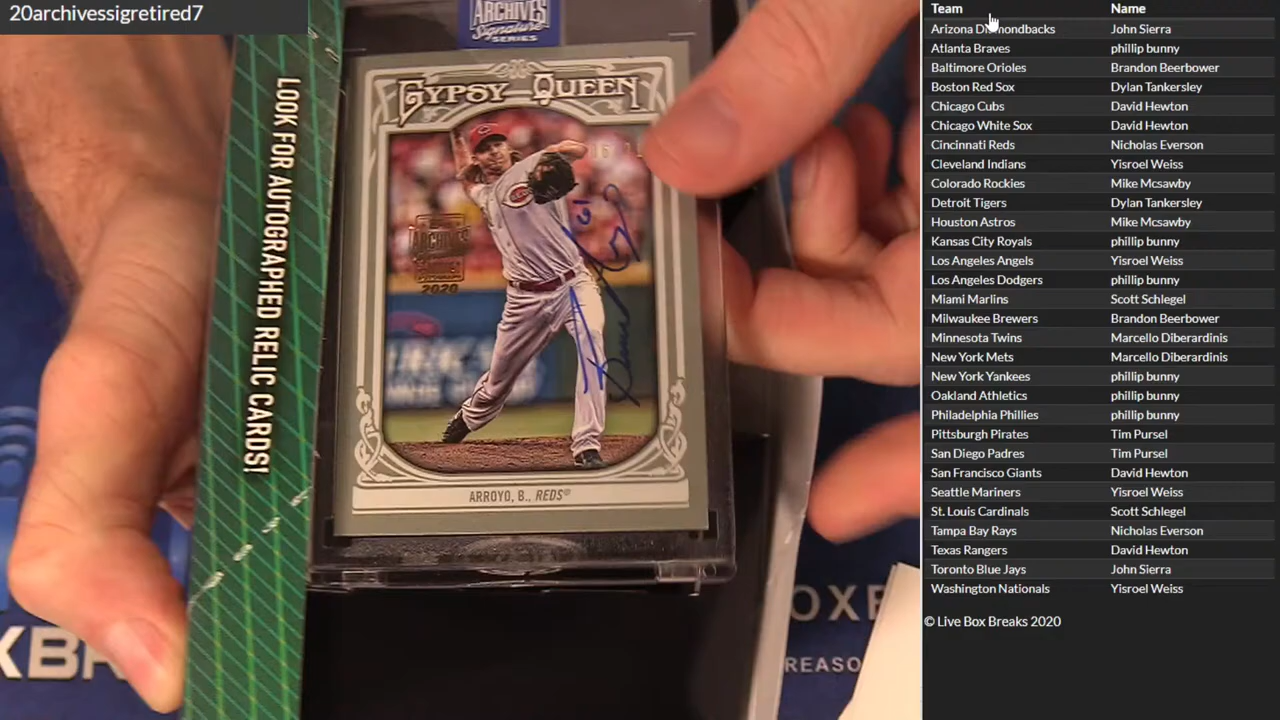 20archivessigretired7
ARCHIVES
Signature
SERIES
LOOK FOR AUTOGRAPHED RELIC CARDS!
GYPSY QUEEN
ARCHIVES
2020
ARROYO, B., REDS®
Team Name
Arizona Diamondbacks John Sierra
Atlanta Braves phillip bunny
Baltimore Orioles Brandon Beerbower
Boston Red Sox Dylan Tankersley
Chicago Cubs David Hewton
Chicago White Sox David Hewton
Cincinnati Reds Nicholas Everson
Cleveland Indians Yisroel Weiss
Colorado Rockies Mike Mcsawby
Detroit Tigers Dylan Tankersley
Houston Astros Mike Mcsawby
Kansas City Royals phillip bunny
Los Angeles Angels Yisroel Weiss
Los Angeles Dodgers phillip bunny
Miami Marlins Scott Schlegel
Milwaukee Brewers Brandon Beerbower
Minnesota Twins Marcello Diberardinis
New York Mets Marcello Diberardinis
New York Yankees phillip bunny
Oakland Athletics phillip bunny
Philadelphia Phillies phillip bunny
Pittsburgh Pirates Tim Pursel
San Diego Padres Tim Pursel
San Francisco Giants David Hewton
Seattle Mariners Yisroel Weiss
St. Louis Cardinals Scott Schlegel
Tampa Bay Rays Nicholas Everson
Texas Rangers David Hewton
Toronto Blue Jays John Sierra
Washington Nationals Yisroel Weiss
© Live Box Breaks 2020